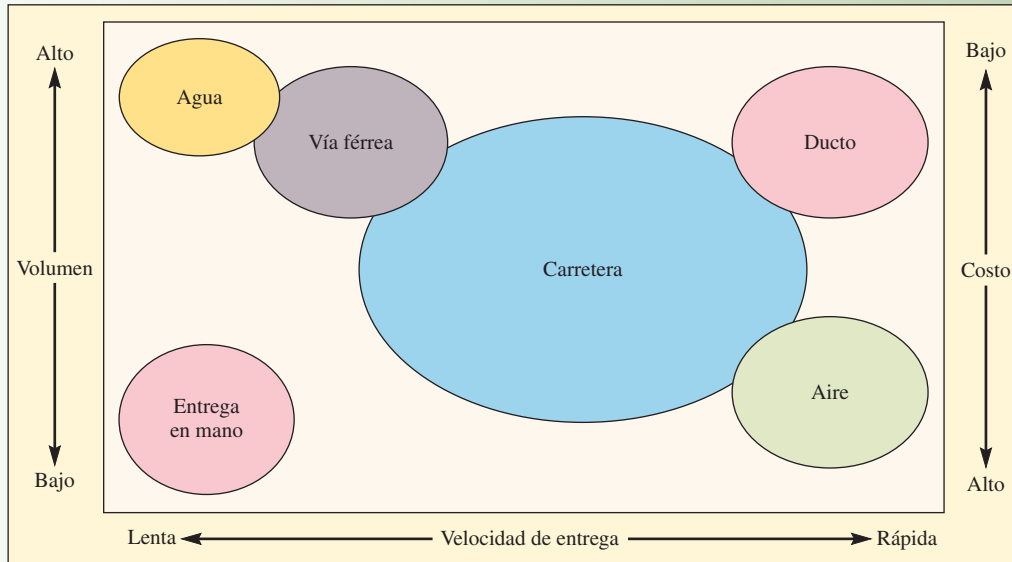 Alto
Bajo
Agua
Vía férrea
Ducto
Volumen
Carretera
Costo
Entrega
en mano
Aire
Bajo
Alto
Lenta
Velocidad de entrega
Rápida